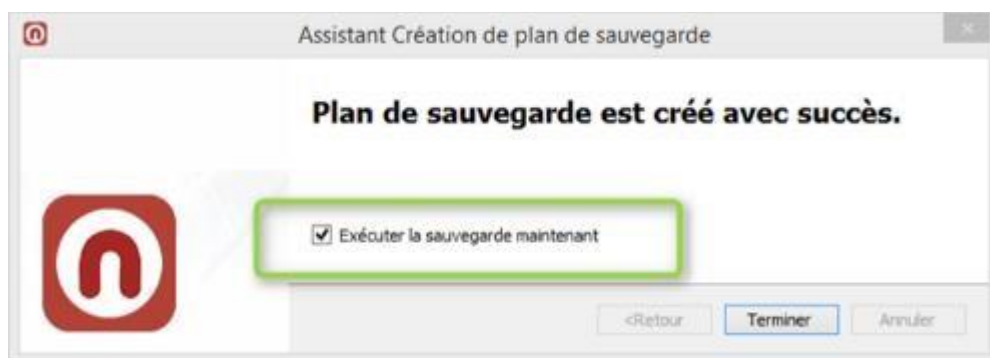 Assistant Création de plan de sauvegarde
Plan de sauvegarde est créé avec succès.
Exécuter la sauvegarde maintenant
<Retour Terminer Annuler